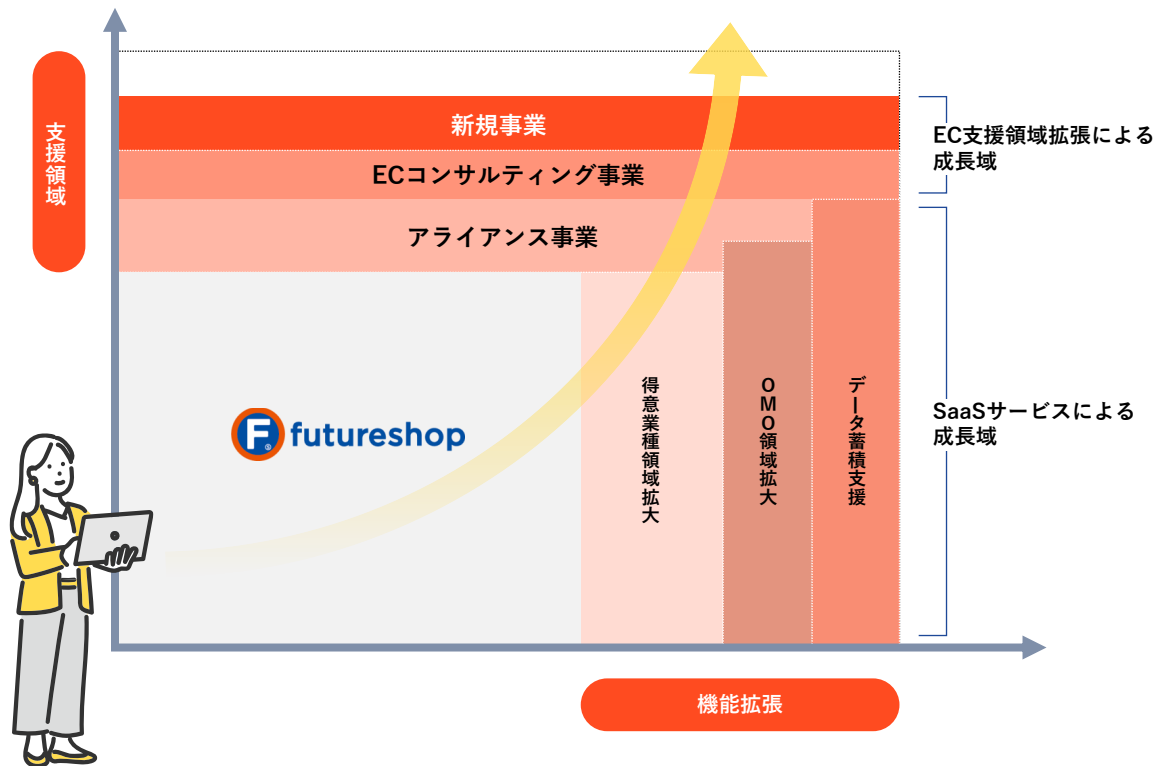 支援領域
新規事業
ECコンサルティング事業
アライアンス事業
EC支援領域拡張による
成長域
F futureshop
得意業種領域拡大
OMO領域拡大
データ蓄積支援
SaaSサービスによる
成長域
機能拡張